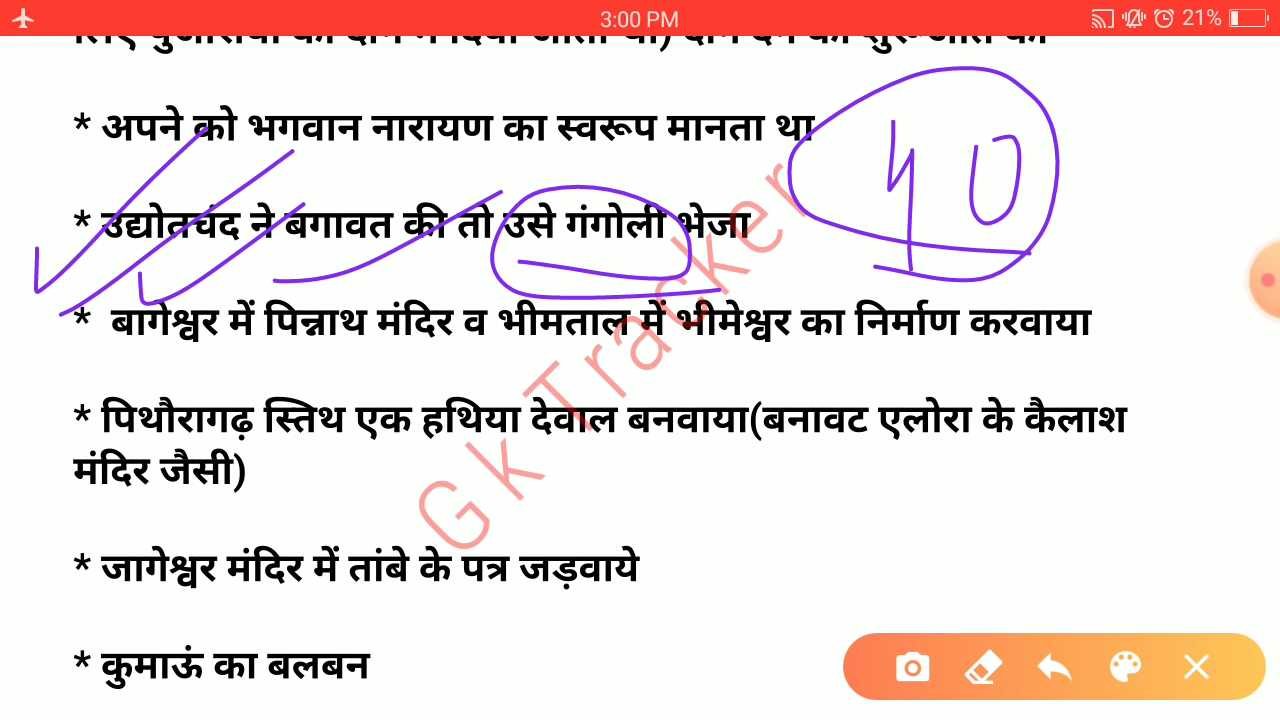 3:00 PM
21%
* अपने को भगवान नारायण का स्वरूप मानता था
40
* उद्योतचंद ने बगावत की तो उसे गंगोली भेजा
* बागेश्वर में पिन्नाथ मंदिर व भीमताल में भीमेश्वर का निर्माण करवाया
* पिथौरागढ़ स्तिथ एक हथिया देवाल बनवाया(बनावट एलोरा के कैलाश
मंदिर जैसी)
* जागेश्वर मंदिर में तांबे के पत्र जड़वाये
* कुमाऊं का बलबन
Gk Tracker